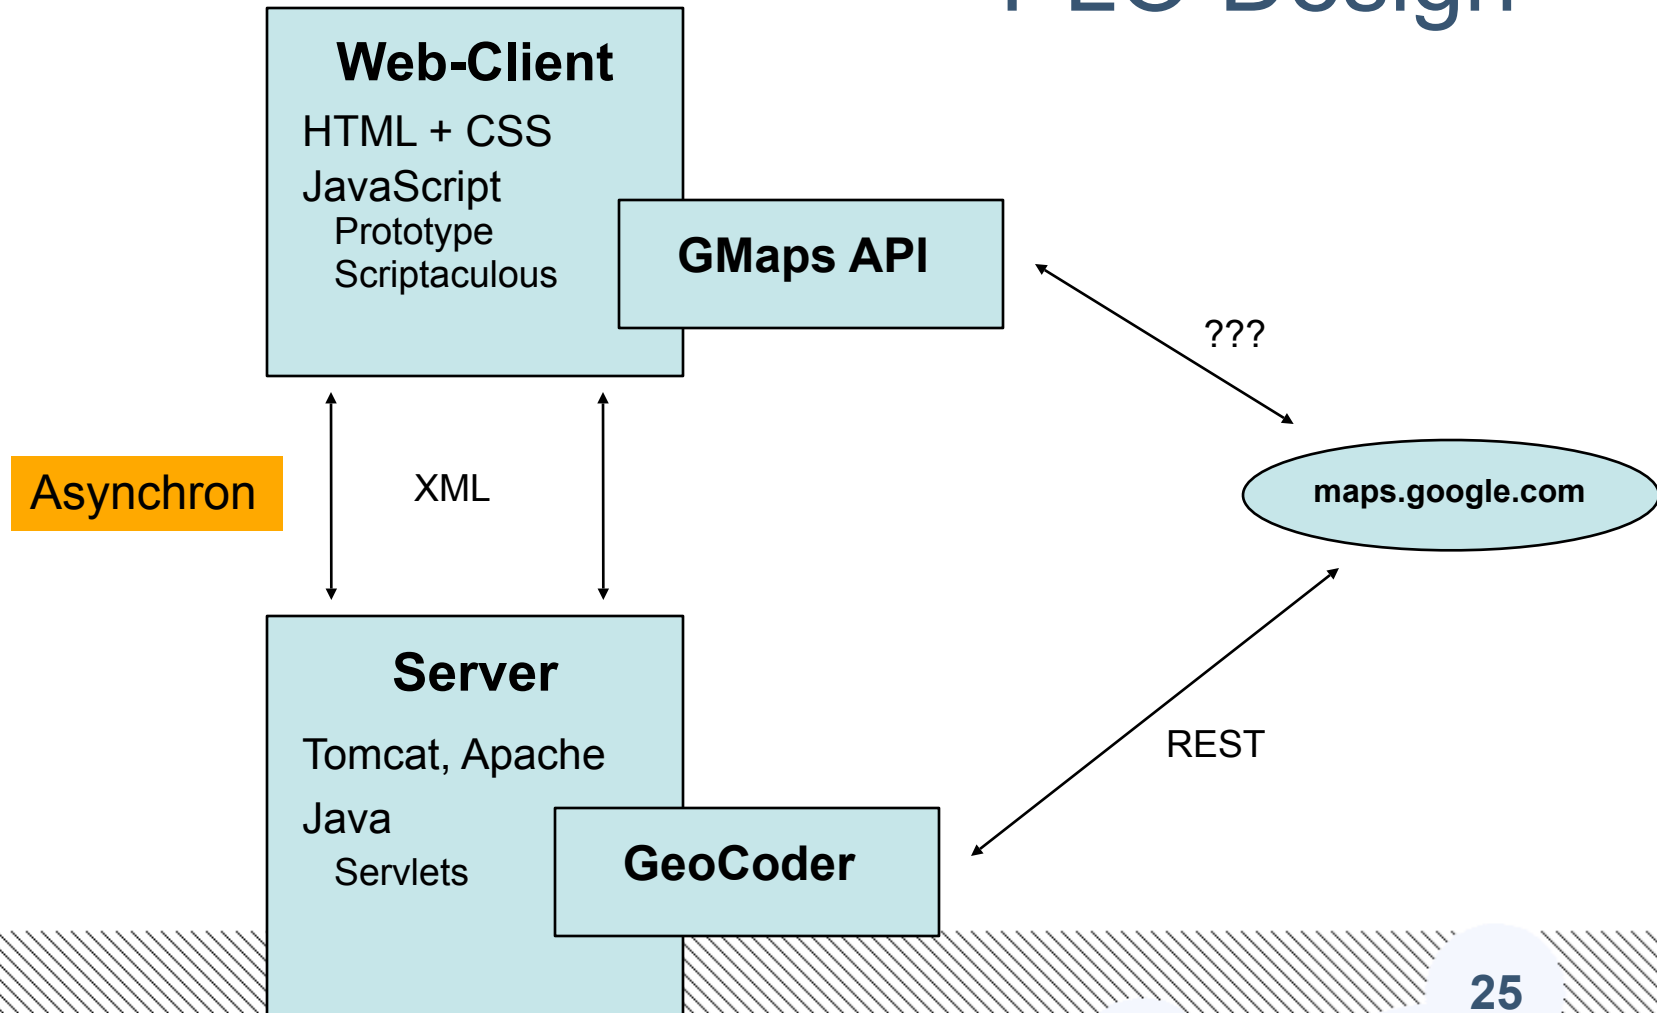 Design
Web-Client
HTML + CSS
JavaScript
Prototype
Scriptaculous
GMaps API
???
Asynchron
XML
maps.google.com
Server
Tomcat, Apache
Java
Servlets
GeoCoder
REST
25